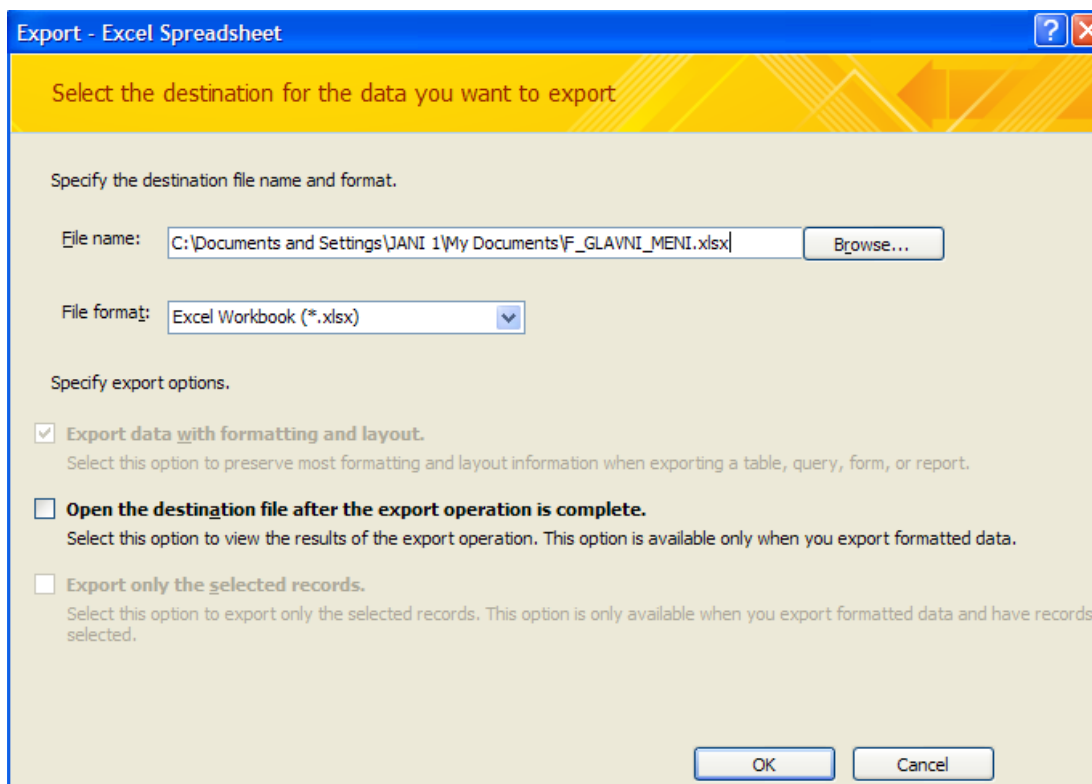 Export - Excel Spreadsheet
Select the destination for the data you want to export
Specify the destination file name and format.
File name: C:\Documents and Settings\JANI 1\My Documents\F_GLAVNI_MENI.xlsx Browse...
File format: Excel Workbook (*.xlsx)
Specify export options.
Export data with formatting and layout.
Select this option to preserve most formatting and layout information when exporting a table, query, form, or report.
Open the destination file after the export operation is complete.
Select this option to view the results of the export operation. This option is available only when you export formatted data.
Export only the selected records.
Select this option to export only the selected records. This option is only available when you export formatted data and have records
selected.
OK Cancel